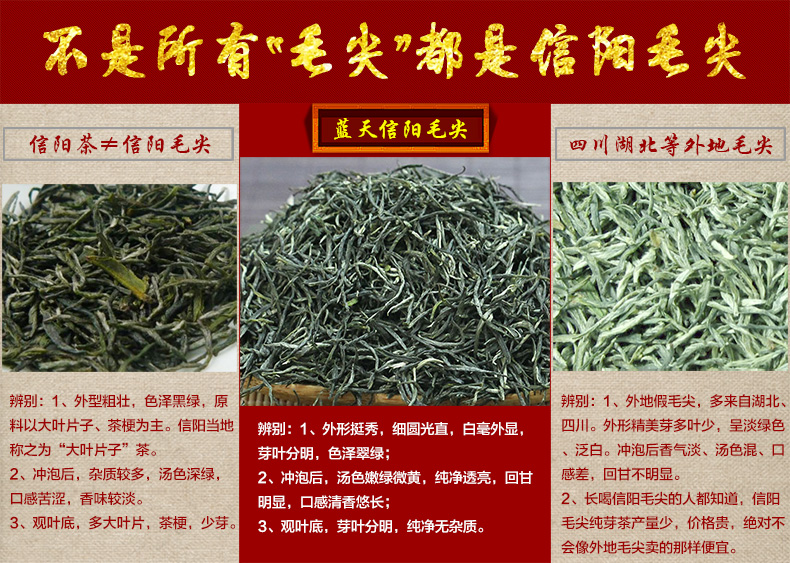 不是所有“毛尖”都是信阳毛尖
信阳茶≠信阳毛尖
辨别：1、外型粗壮，色泽黑绿，原
料以大叶片子、茶梗为主。信阳当地
称之为“大叶片子”茶。
2、冲泡后，杂质较多，汤色深绿，
口感苦涩，香味较淡。
3、观叶底，多大叶片，茶梗，少芽。
蓝天信阳毛尖
辨别：1、外形挺秀，细圆光直，白毫外显，
芽叶分明，色泽翠绿；
2、冲泡后，汤色嫩绿微黄，纯净透亮，回甘
明显，口感清香悠长；
3、观叶底，芽叶分明，纯净无杂质。
四川湖北等外地毛尖
辨别：1、外地假毛尖，多来自湖北、
四川。外形精美芽多叶少，呈淡绿色
、泛白。冲泡后香气淡、汤色混、口
感差，回甘不明显。
2、长喝信阳毛尖的人都知道，信阳
毛尖纯芽茶产量少，价格贵，绝对不
会像外地毛尖卖的那样便宜。